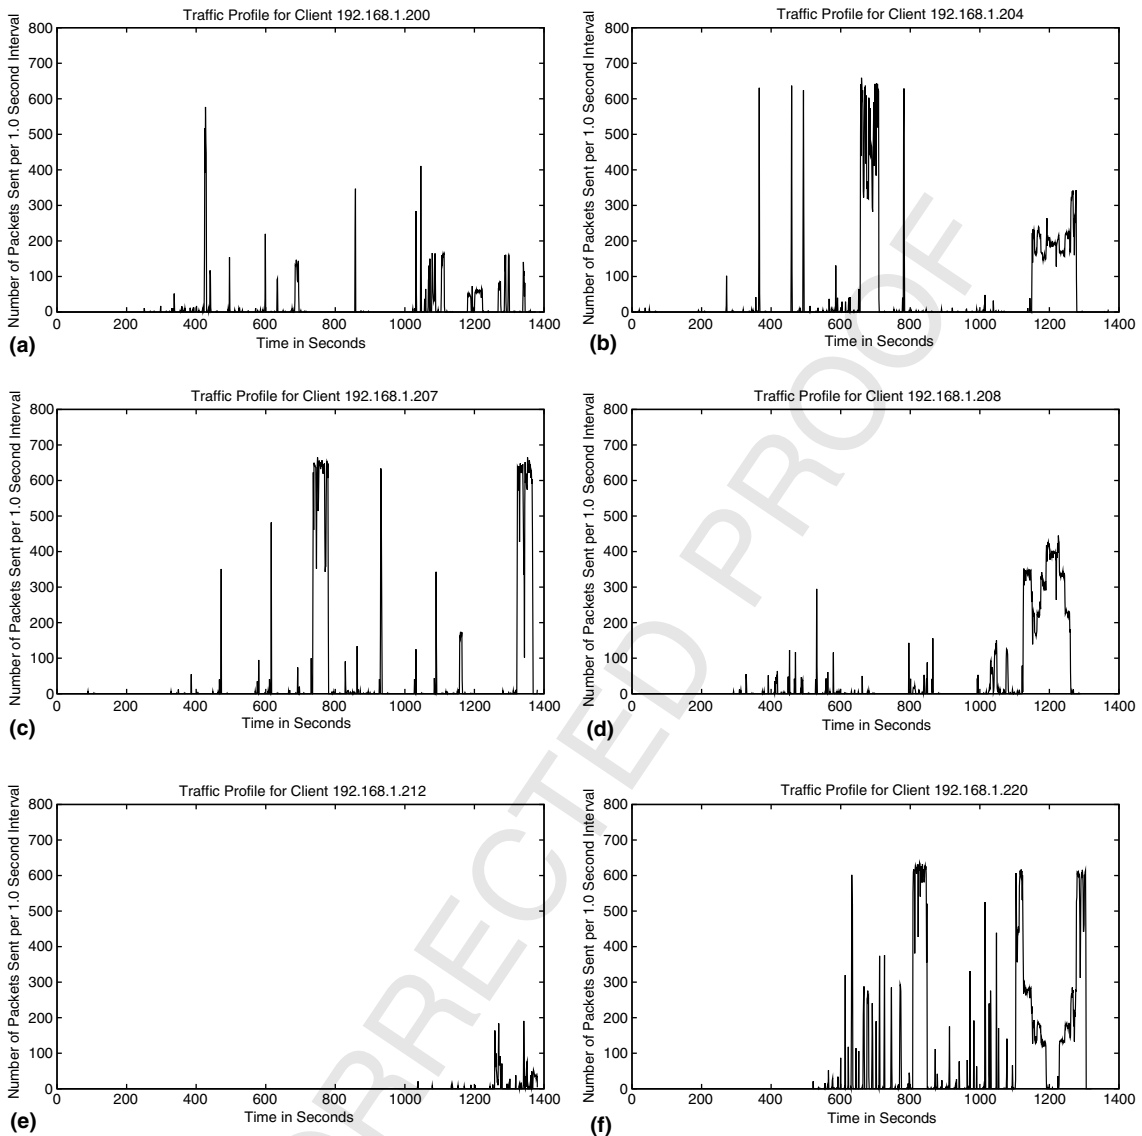 Traffic Profile for Client 192.168.1.200
Number of Packets Sent per 1.0 Second Interval
800
700
600
500
400
300
200
100
0
0 200 400 600 800 1000 1200 1400
Time in Seconds
(a)
Traffic Profile for Client 192.168.1.204
Number of Packets Sent per 1.0 Second Interval
800
700
600
500
400
300
200
100
0
0 200 400 600 800 1000 1200 1400
Time in Seconds
(b)
Traffic Profile for Client 192.168.1.207
Number of Packets Sent per 1.0 Second Interval
800
700
600
500
400
300
200
100
0
0 200 400 600 800 1000 1200 1400
Time in Seconds
(c)
Traffic Profile for Client 192.168.1.208
Number of Packets Sent per 1.0 Second Interval
800
700
600
500
400
300
200
100
0
0 200 400 600 800 1000 1200 1400
Time in Seconds
(d)
Traffic Profile for Client 192.168.1.212
Number of Packets Sent per 1.0 Second Interval
800
700
600
500
400
300
200
100
0
0 200 400 600 800 1000 1200 1400
Time in Seconds
(e)
Traffic Profile for Client 192.168.1.220
Number of Packets Sent per 1.0 Second Interval
800
700
600
500
400
300
200
100
0
0 200 400 600 800 1000 1200 1400
Time in Seconds
(f)
RRECTED PROOF